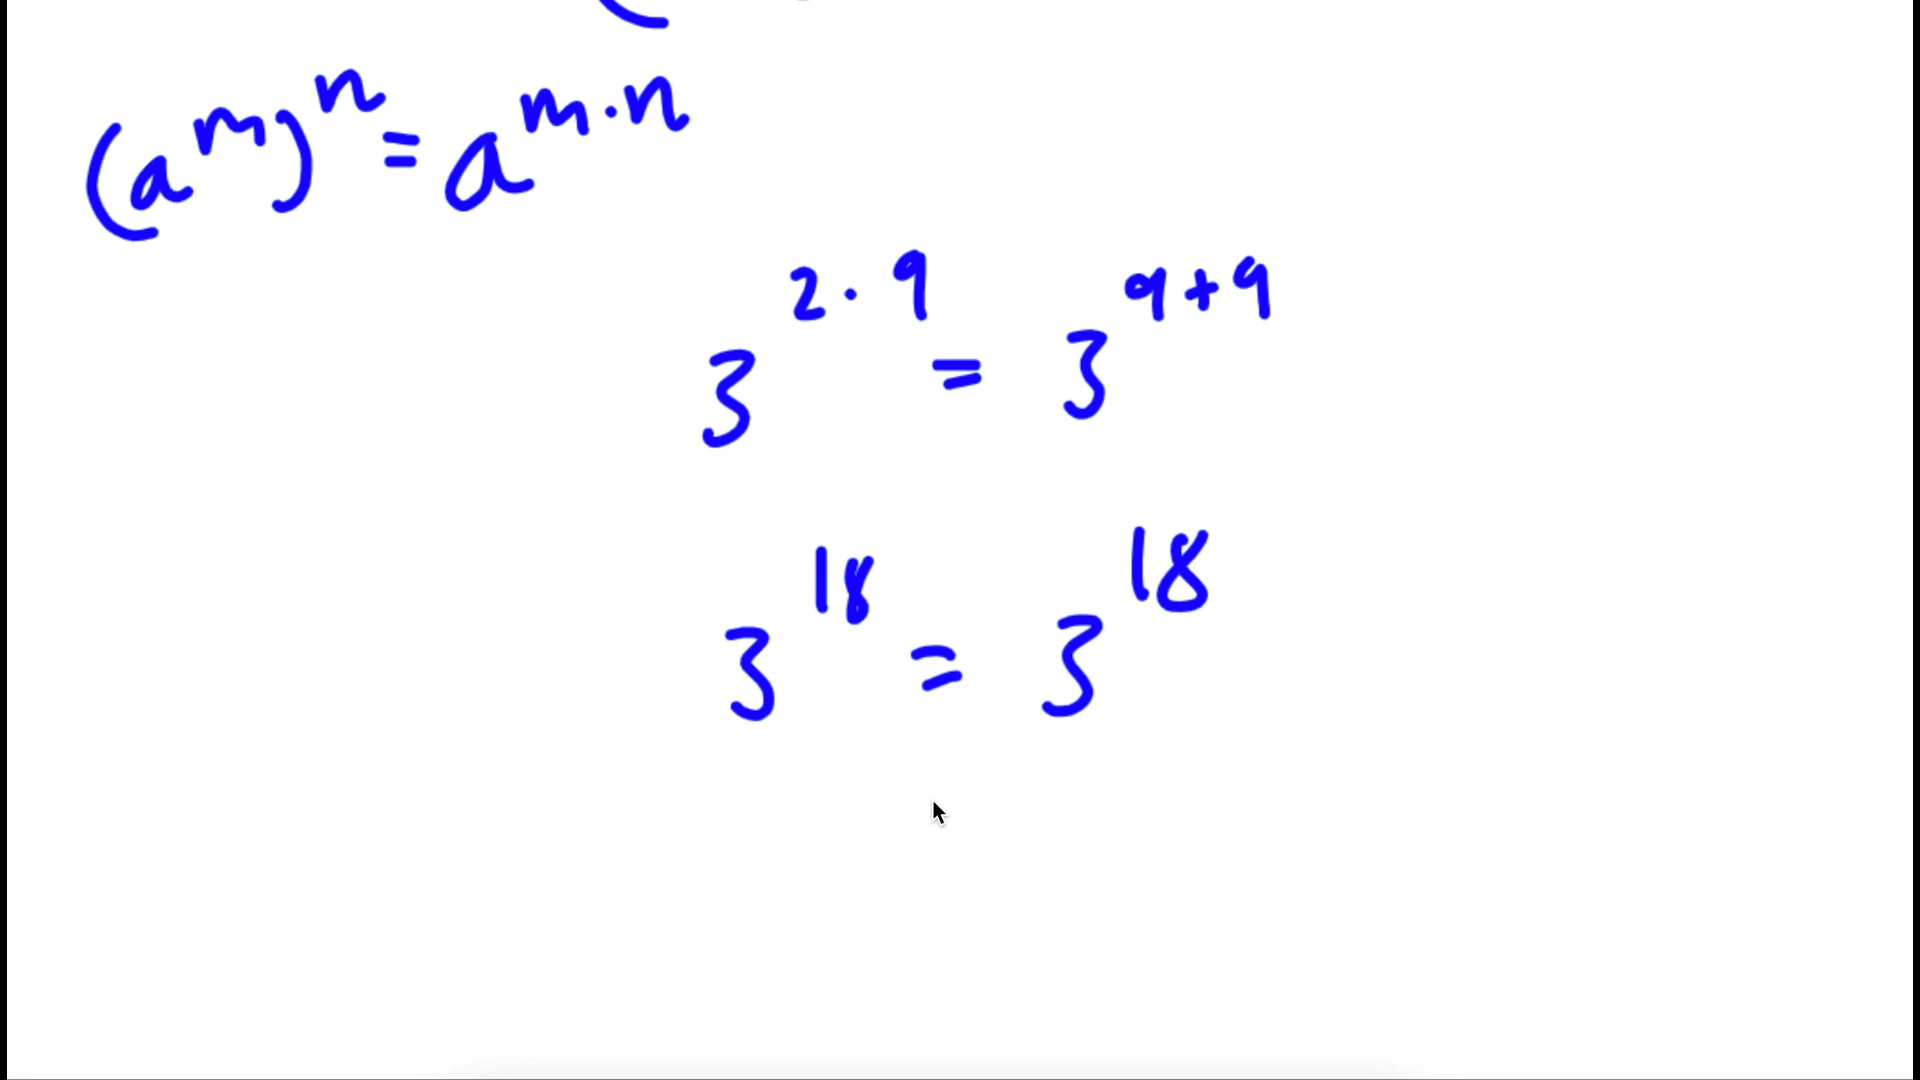 (a^m)^n = a^{m·n}
3^{2·9} = 3^{9+9}
3^{18} = 3^{18}